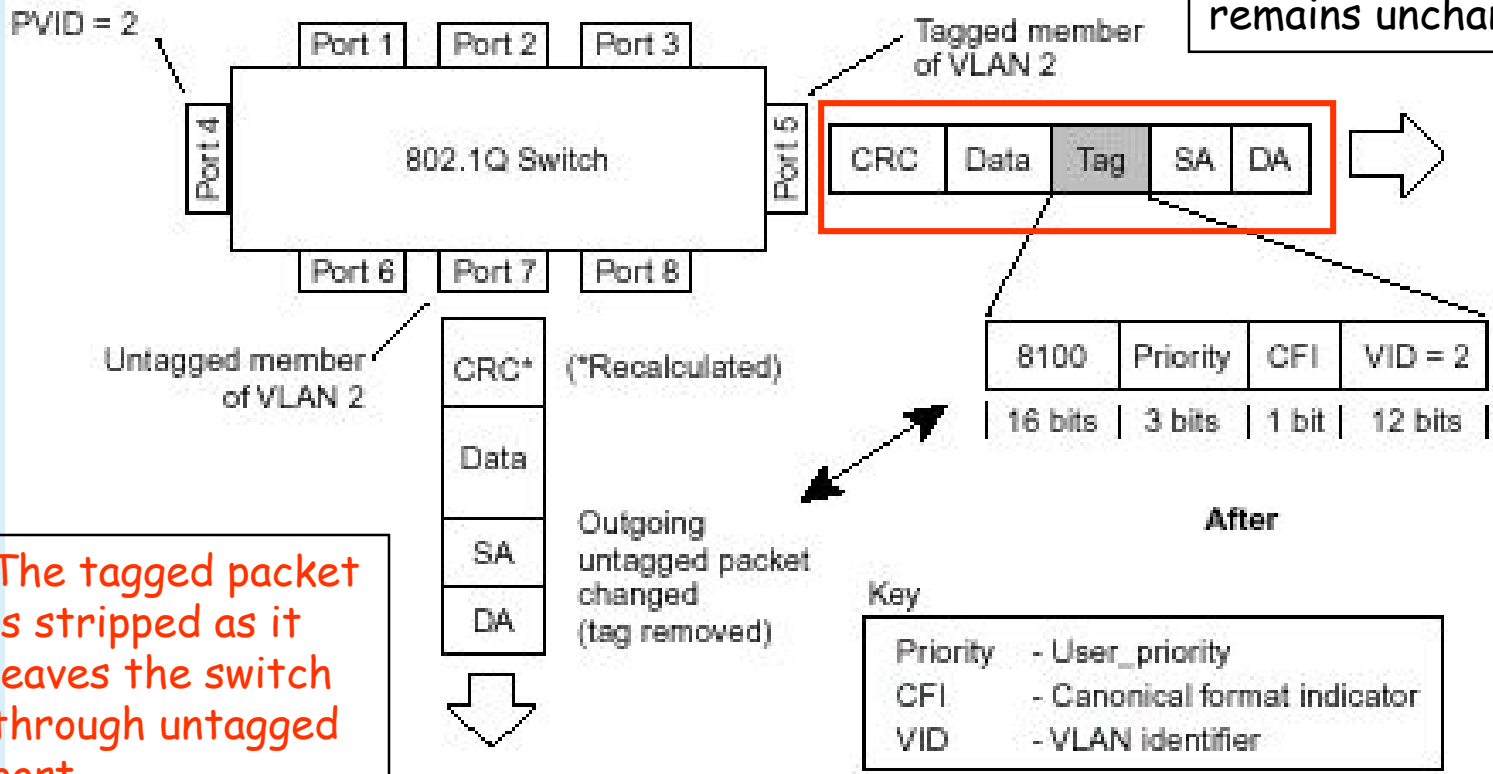 PVID = 2
Port 1
Port 2
Port 3
Tagged member
of VLAN 2
remains
Port 4
802.1Q Switch
Port 5
CRC
Data
Tag
SA
DA
Port 6
Port 7
Port 8
Untagged member
of VLAN 2
CRC*
(*Recalculated)
Data
SA
DA
Outgoing
untagged packet
changed
(tag removed)
8100
Priority
CFI
VID = 2
16 bits
3 bits
1 bit
12 bits
After
The tagged packet
s stripped as it
eaves the switch
through untagged
Key
Priority - User_priority
CFI - Canonical format indicator
VID - VLAN identifier